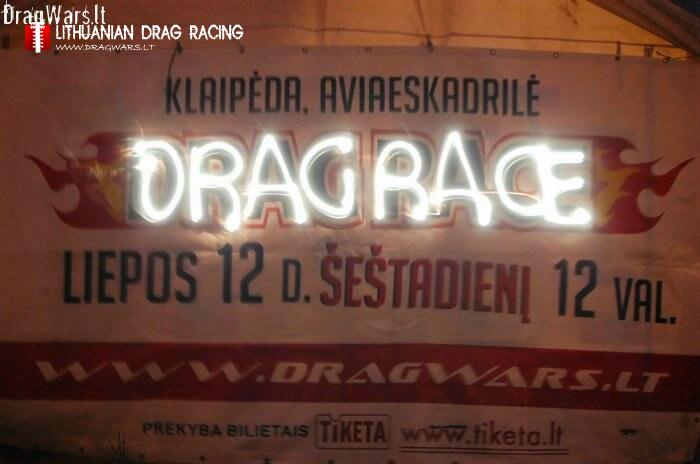 DragWars.lt
LITHUANIAN DRAG RACING
WWW.DRAGWARS.LT
KLAIPĖDA, AVIAESKADRILĖ
DRAG RACE
LIEPOS 12 D. ŠEŠTADIENĮ 12 VAL.
WWW.DRAGWARS.LT
PREKYBA BILIETAIS TIKETA www.tiketa.lt